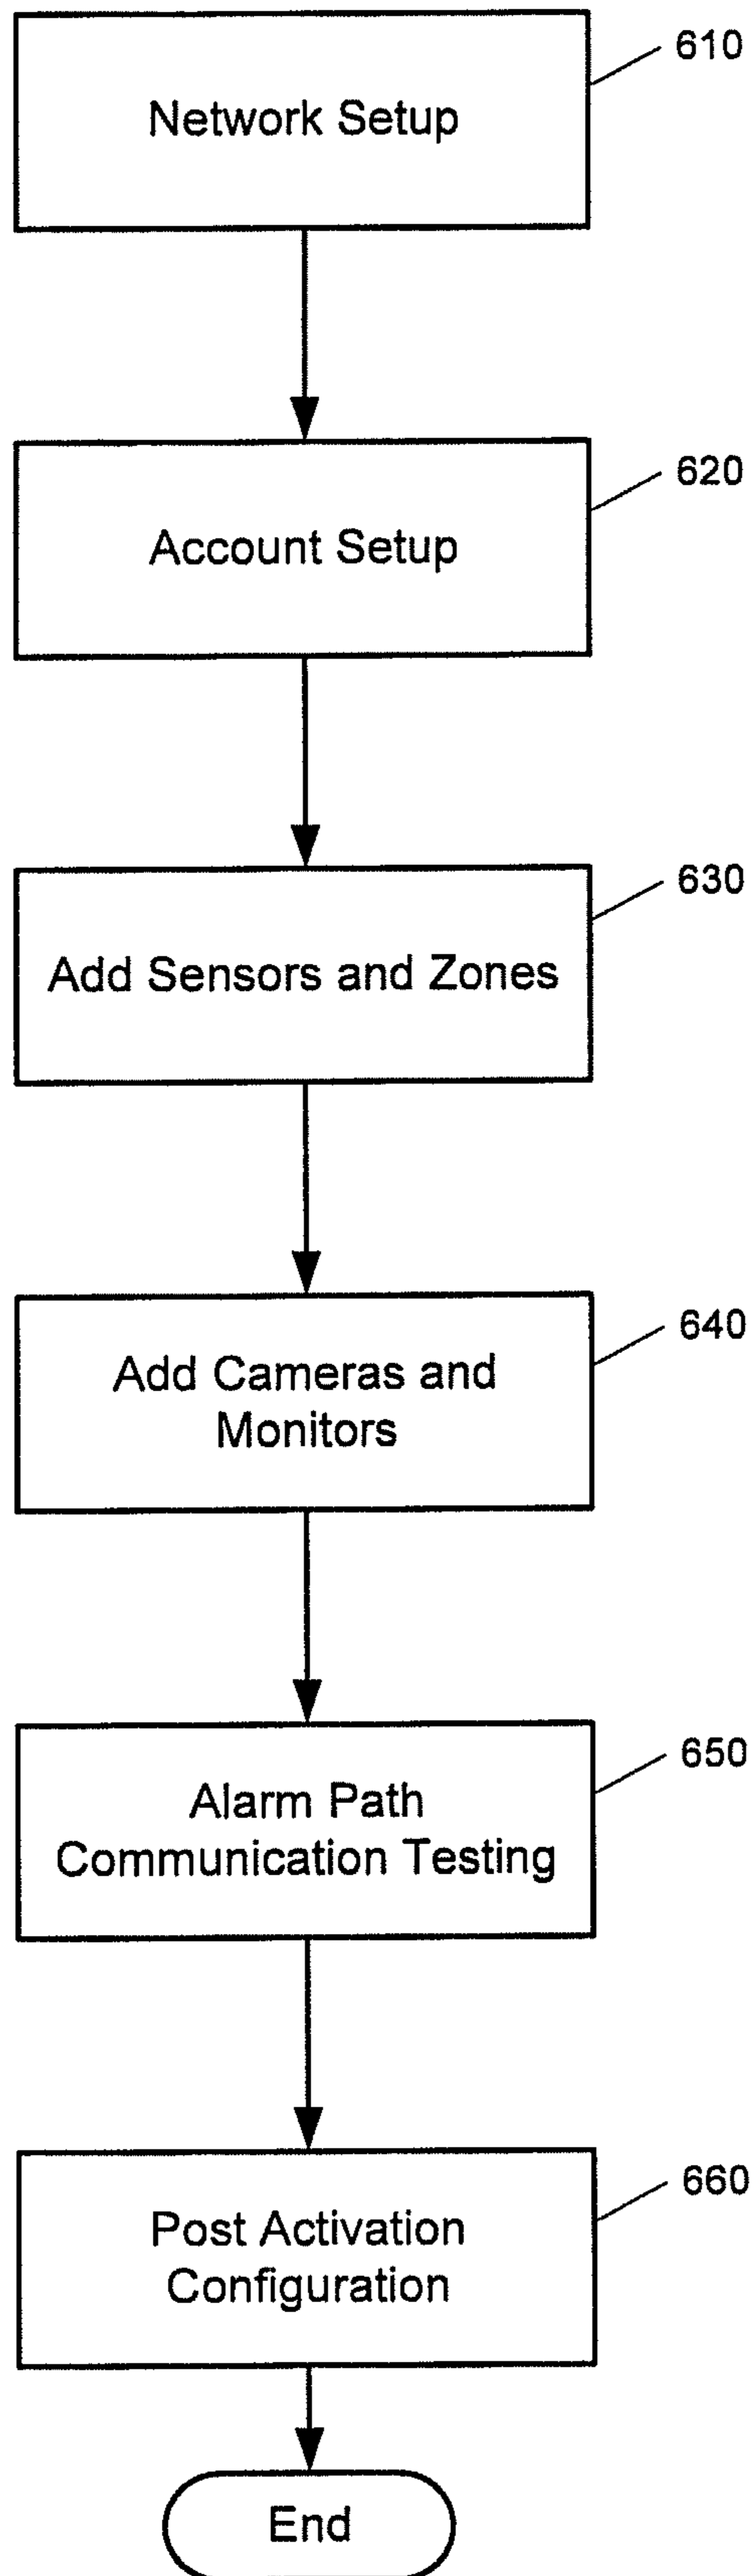 610
Network Setup
620
Account Setup
630
Add Sensors and Zones
640
Add Cameras and
Monitors
650
Alarm Path
Communication Testing
660
Post Activation
Configuration
End